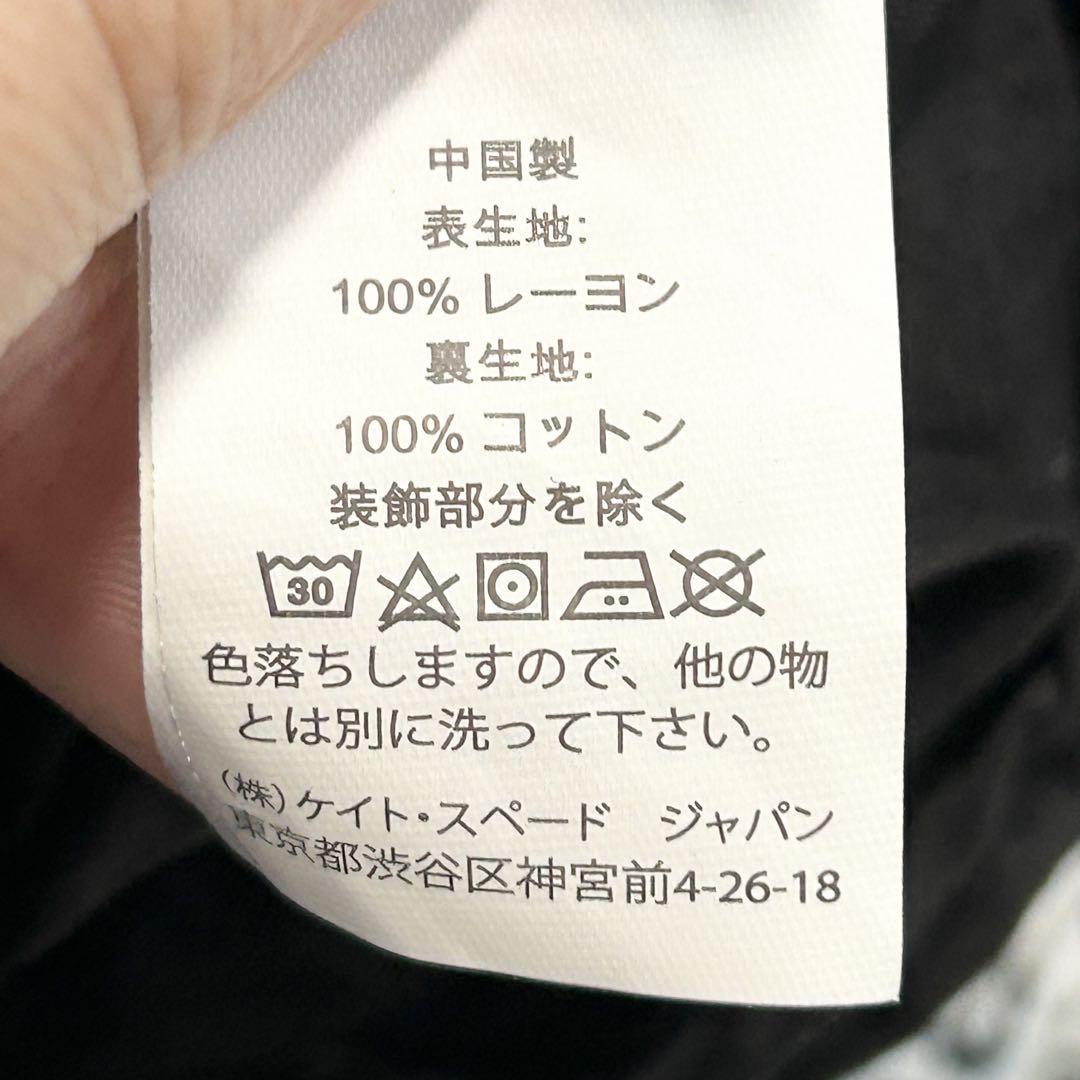 中国製
表生地:
100% レーヨン
裏生地:
100% コットン
装飾部分を除く
30
色落ちしますので、他の物
とは別に洗って下さい。
(株)ケイト・スペード ジャパン
東京都渋谷区神宮前4-26-18